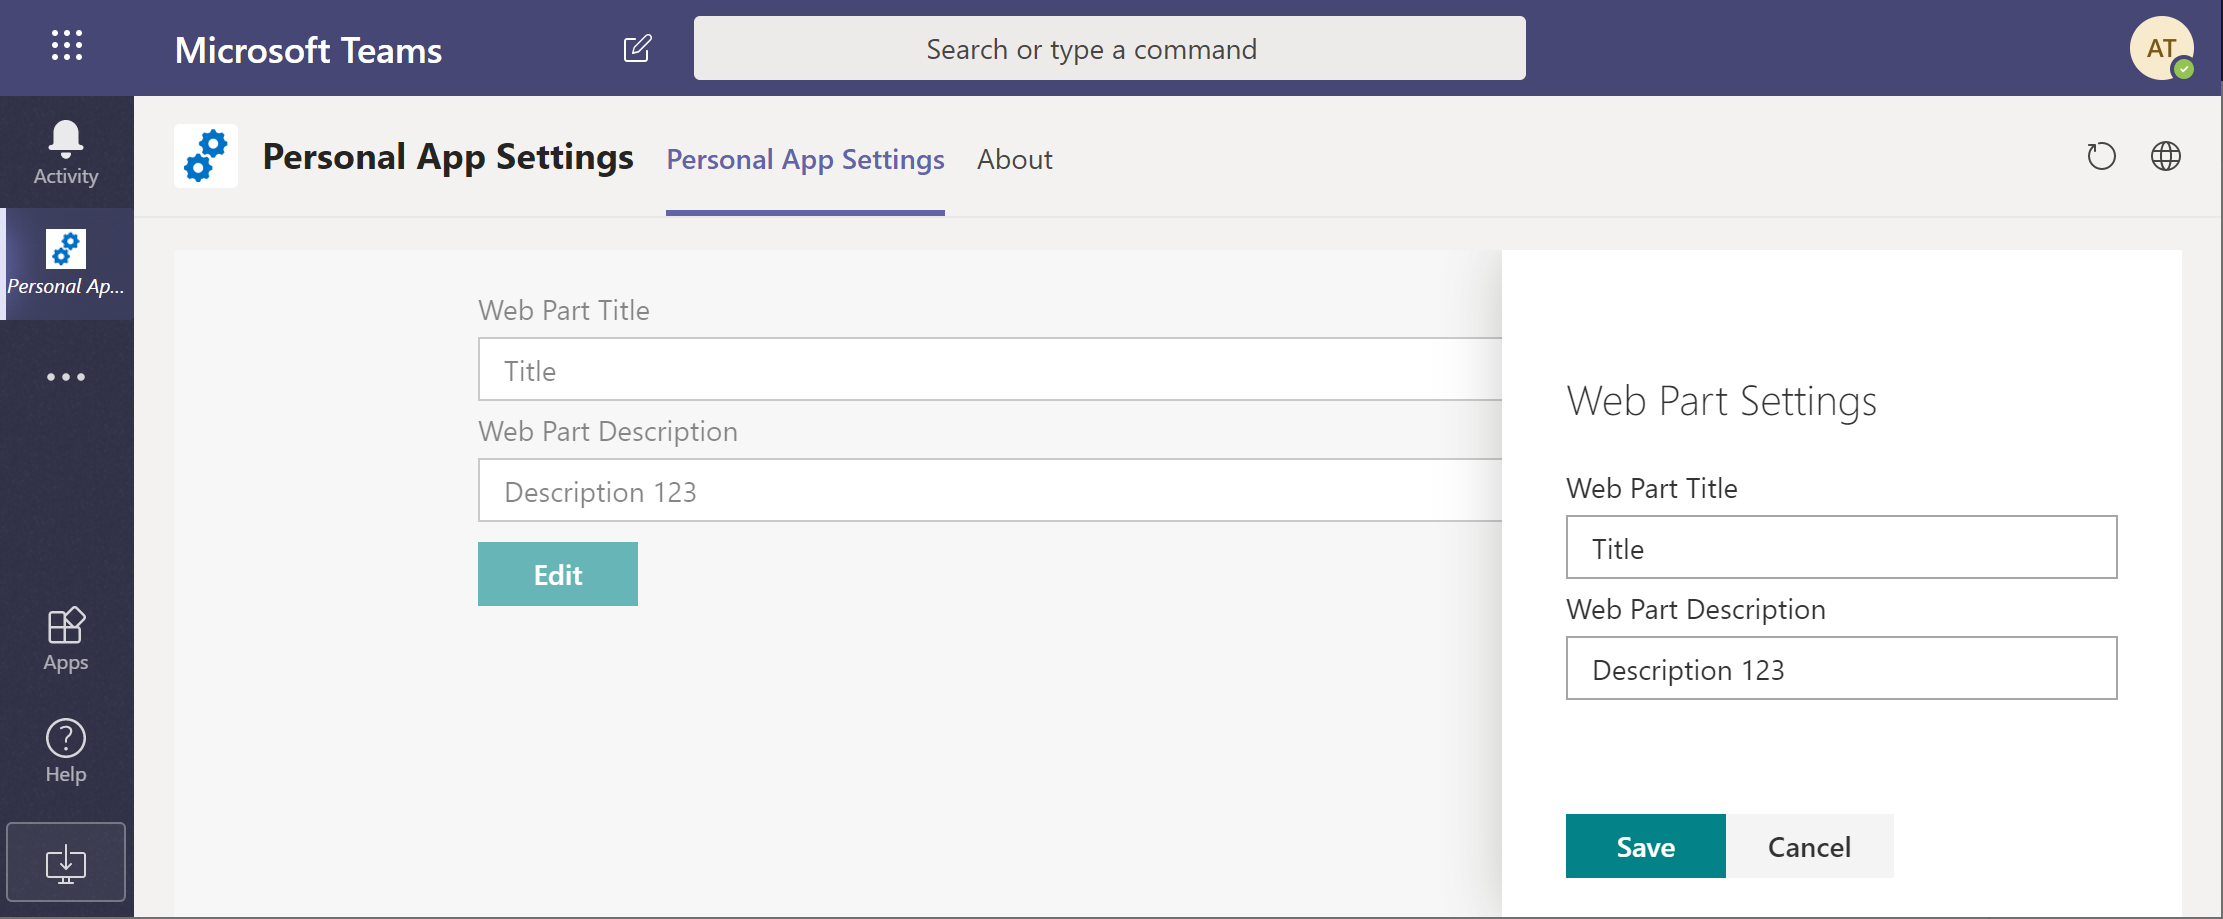 Microsoft Teams
Search or type a command
AT
Activity
Personal Ap...
Apps
Help
Personal App Settings
Personal App Settings
About
Web Part Title
Title
Web Part Description
Description 123
Edit
Web Part Settings
Web Part Title
Title
Web Part Description
Description 123
Save
Cancel